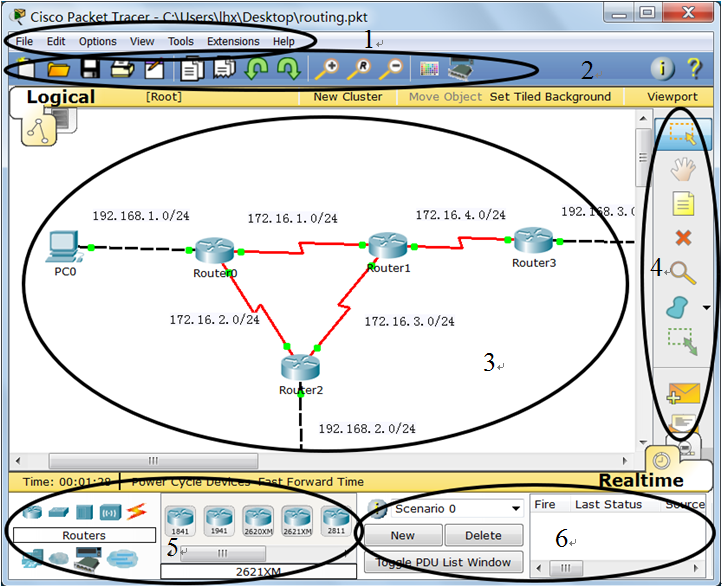 Cisco Packet Tracer - C:\Users\lhx\Desktop\routing.pkt
File Edit Options View Tools Extensions Help 1
2
Logical [Root] New Cluster Move Object Set Tiled Background Viewport
192.168.1.0/24 172.16.1.0/24 172.16.4.0/24 192.168.3.0
PC0 Router0 Router1 Router3
4
172.16.2.0/24 172.16.3.0/24
Router2 3
192.168.2.0/24
Time: 00:01:29 Power Cycle Devices Fast Forward Time Realtime
Scenario 0 Fire Last Status Source
Routers 1841 1941 2620XM 2621XM 2811 New Delete
5 6
Toggle PDU List Window
2621XM